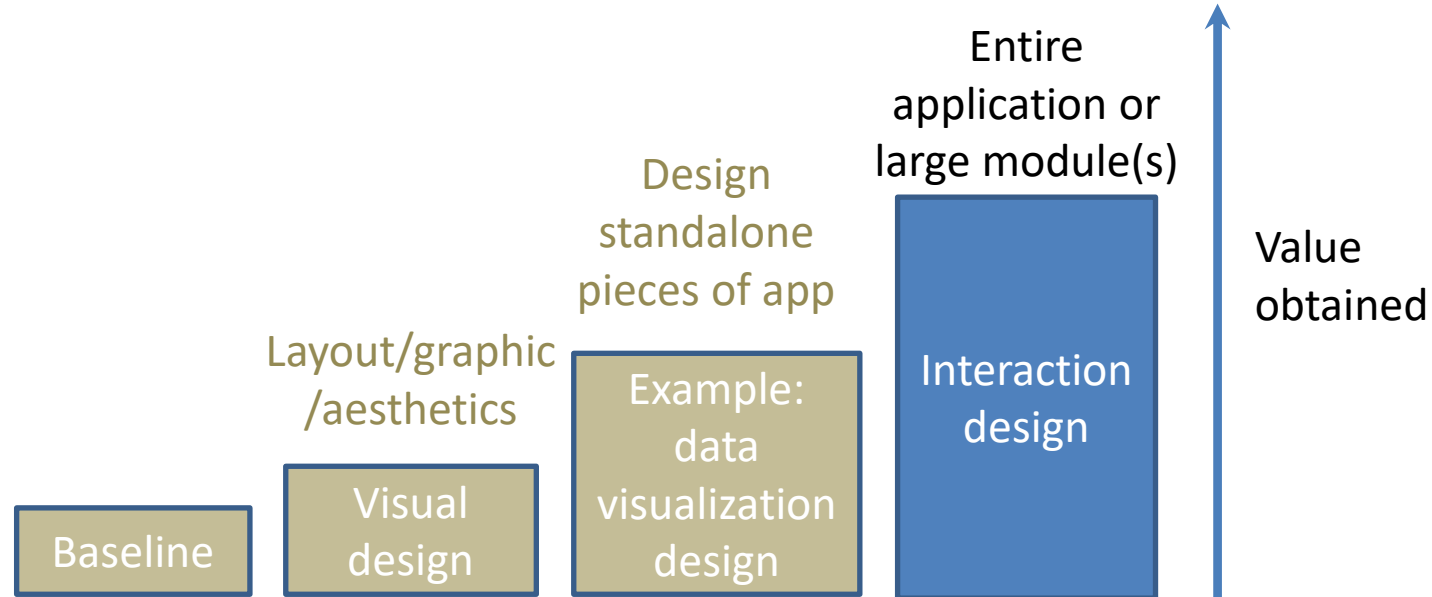 Baseline
Layout/graphic
/aesthetics
Visual
design
Design
standalone
pieces of app
Example:
data
visualization
design
Entire
application or
large module(s)
Interaction
design
Value
obtained